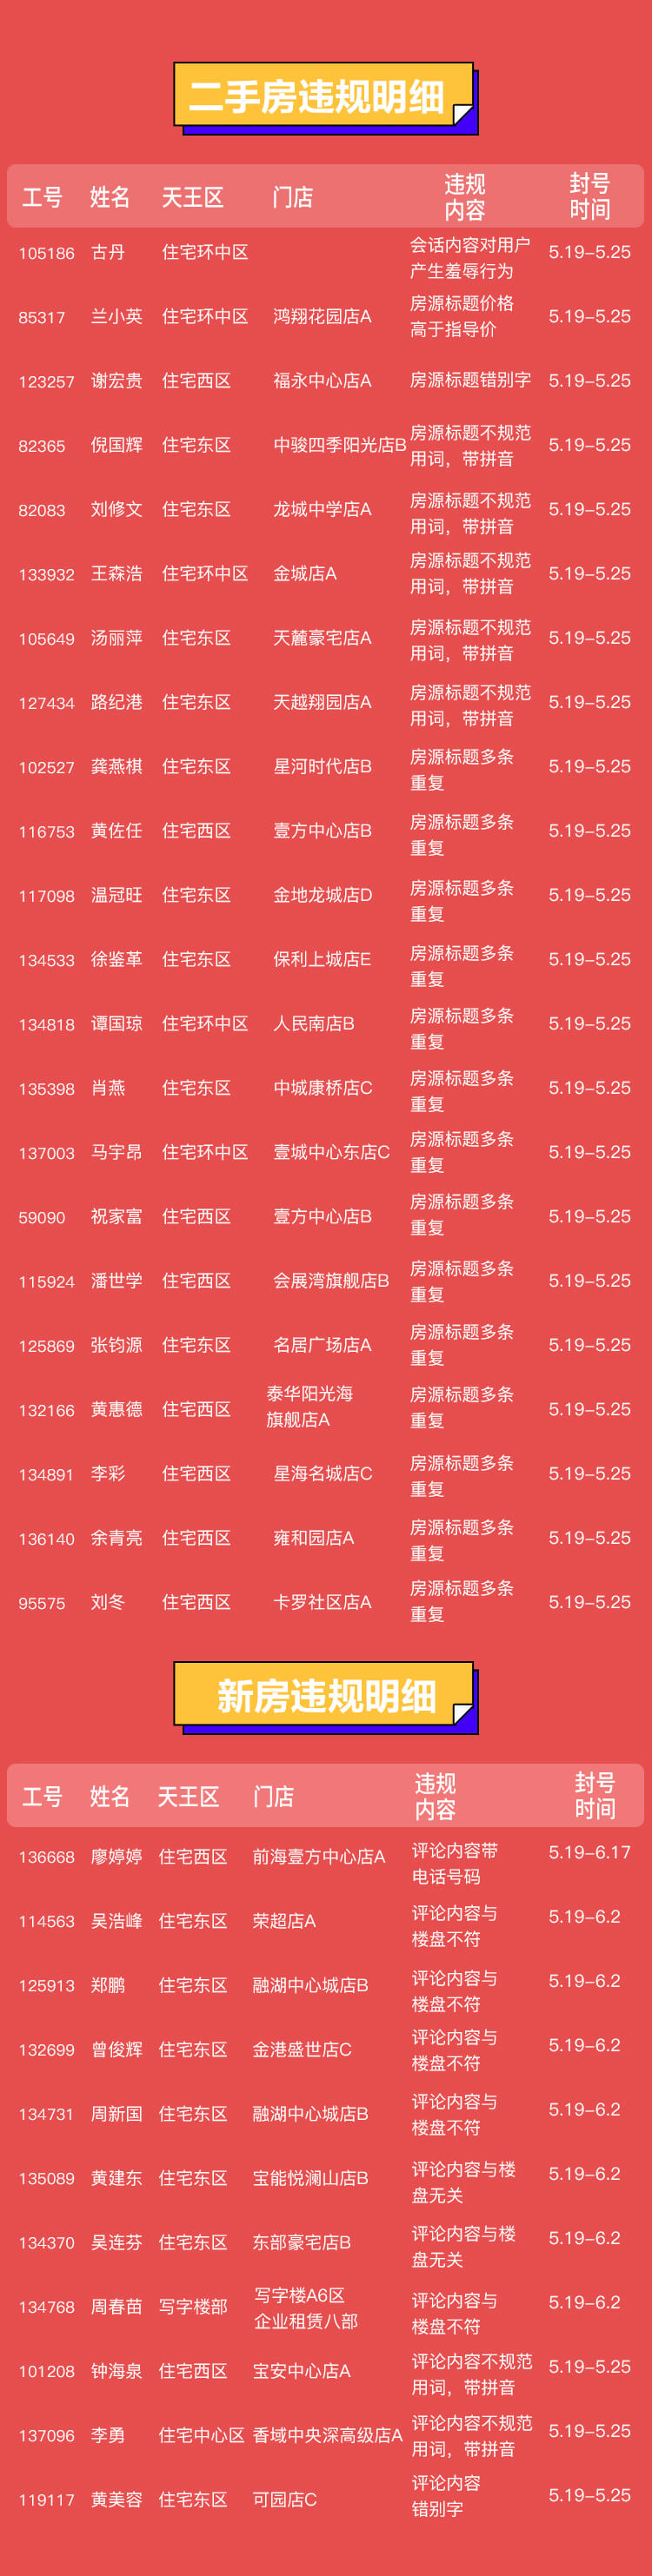 二手房违规明细
工号 姓名 天王区 门店 违规内容 封号时间
105186 古丹 住宅环中区 会话内容对用户产生羞辱行为 5.19-5.25
85317 兰小英 住宅环中区 鸿翔花园店A 房源标题价格高于指导价 5.19-5.25
123257 谢宏贵 住宅西区 福永中心店A 房源标题错别字 5.19-5.25
82365 倪国辉 住宅东区 中骏四季阳光店B 房源标题不规范用词，带拼音 5.19-5.25
82083 刘修文 住宅东区 龙城中学店A 房源标题不规范用词，带拼音 5.19-5.25
133932 王森浩 住宅环中区 金城店A 房源标题不规范用词，带拼音 5.19-5.25
105649 汤丽萍 住宅东区 天麓豪宅店A 房源标题不规范用词，带拼音 5.19-5.25
127434 路纪港 住宅东区 天越翔园店A 房源标题不规范用词，带拼音 5.19-5.25
102527 龚燕棋 住宅东区 星河时代店B 房源标题多条重复 5.19-5.25
116753 黄佐任 住宅西区 壹方中心店B 房源标题多条重复 5.19-5.25
117098 温冠旺 住宅东区 金地龙城店D 房源标题多条重复 5.19-5.25
134533 徐鉴革 住宅东区 保利上城店E 房源标题多条重复 5.19-5.25
134818 谭国琼 住宅环中区 人民南店B 房源标题多条重复 5.19-5.25
135398 肖燕 住宅东区 中城康桥店C 房源标题多条重复 5.19-5.25
137003 马宇昂 住宅环中区 壹城中心东店C 房源标题多条重复 5.19-5.25
59090 祝家富 住宅西区 壹方中心店B 房源标题多条重复 5.19-5.25
115924 潘世学 住宅西区 会展湾旗舰店B 房源标题多条重复 5.19-5.25
125869 张钧源 住宅东区 名居广场店A 房源标题多条重复 5.19-5.25
132166 黄惠德 住宅西区 泰华阳光海旗舰店A 房源标题多条重复 5.19-5.25
134891 李彩 住宅西区 星海名城店C 房源标题多条重复 5.19-5.25
136140 余青亮 住宅西区 雍和园店A 房源标题多条重复 5.19-5.25
95575 刘冬 住宅西区 卡罗社区店A 房源标题多条重复 5.19-5.25
新房违规明细
工号 姓名 天王区 门店 违规内容 封号时间
136668 廖婷婷 住宅西区 前海壹方中心店A 评论内容带电话号码 5.19-6.17
114563 吴浩峰 住宅东区 荣超店A 评论内容与楼盘不符 5.19-6.2
125913 郑鹏 住宅东区 融湖中心城店B 评论内容与楼盘不符 5.19-6.2
132699 曾俊辉 住宅东区 金港盛世店C 评论内容与楼盘不符 5.19-6.2
134731 周新国 住宅东区 融湖中心城店B 评论内容与楼盘不符 5.19-6.2
135089 黄建东 住宅东区 宝能悦澜山店B 评论内容与楼盘无关 5.19-6.2
134370 吴连芬 住宅东区 东部豪宅店B 评论内容与楼盘无关 5.19-6.2
134768 周春苗 写字楼部 写字楼A6区企业租赁八部 评论内容与楼盘不符 5.19-6.2
101208 钟海泉 住宅西区 宝安中心店A 评论内容不规范用词，带拼音 5.19-5.25
137096 李勇 住宅中心区 香域中央深高级店A 评论内容不规范用词，带拼音 5.19-5.25
119117 黄美容 住宅东区 可园店C 评论内容错别字 5.19-5.25